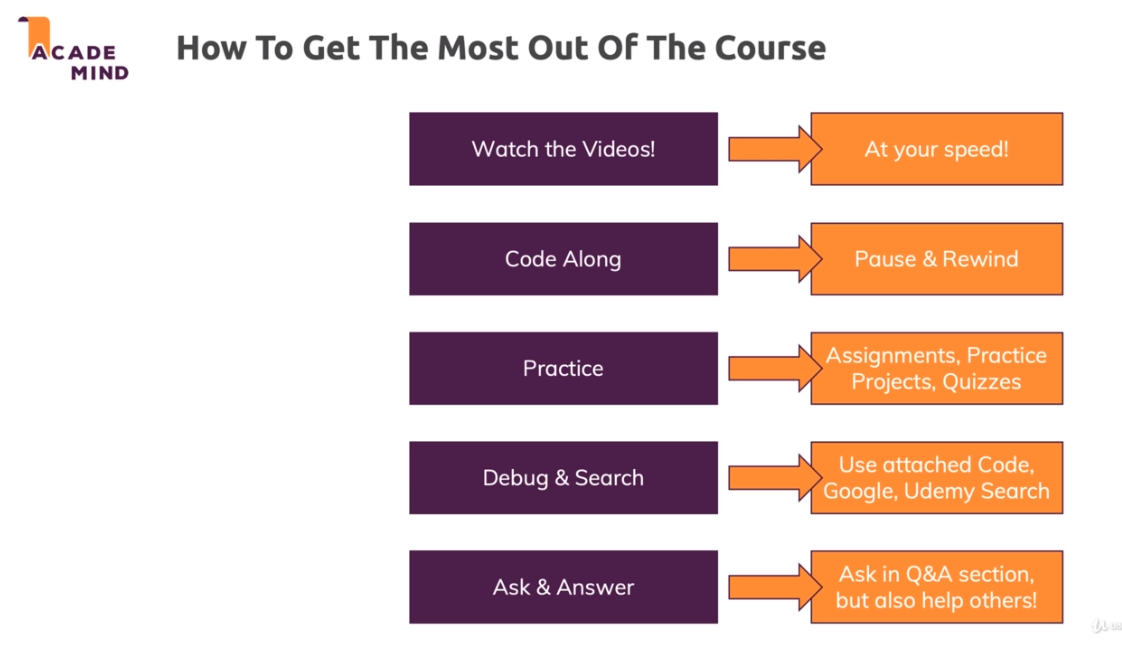 ACADE
MIND
How To Get The Most Out Of The Course
Watch the Videos!
At your speed!
Code Along
Pause & Rewind
Practice
Assignments, Practice
Projects, Quizzes
Debug & Search
Use attached Code,
Google, Udemy Search
Ask & Answer
Ask in Q&A section,
but also help others!